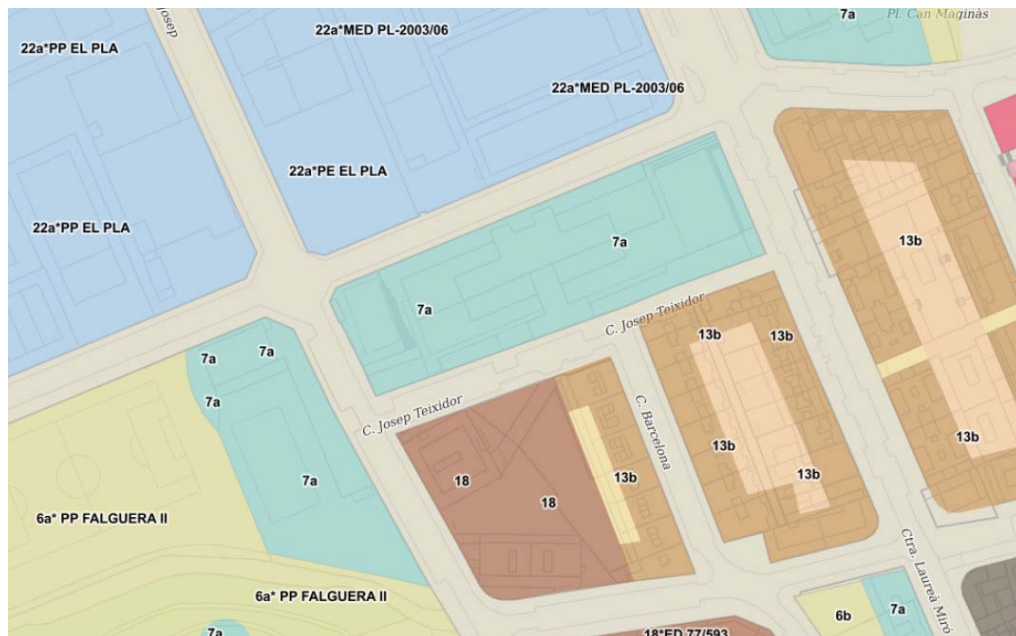 josep
22a*MED PL-2003/06
7a
Pl. Can Maginàs
22a*PP EL PLA
22a*MED PL-2003/06
22a*PE EL PLA
22a*PP EL PLA
7a
13b
7a
C. Josep Teixidor
13b
13b
7a
7a
7a
C. Josep Teixidor
C. Barcelona
13b
13b
7a
18
18
13b
13b
6a* PP FALGUERA II
Ctra. Laureà Miró
6a* PP FALGUERA II
6b
7a
7a
18*ED 77/593